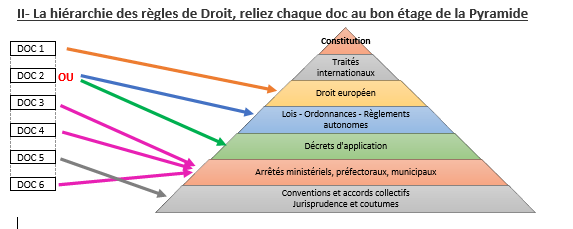 II- La hiérarchie des règles de Droit, reliez chaque doc au bon étage de la Pyramide
DOC 1
DOC 2
OU
DOC 3
DOC 4
DOC 5
DOC 6
Constitution
Traités
internationaux
Droit européen
Lois - Ordonnances - Règlements
autonomes
Décrets d'application
Arrêtés ministériels, préfectoraux, municipaux
Conventions et accords collectifs
Jurisprudence et coutumes